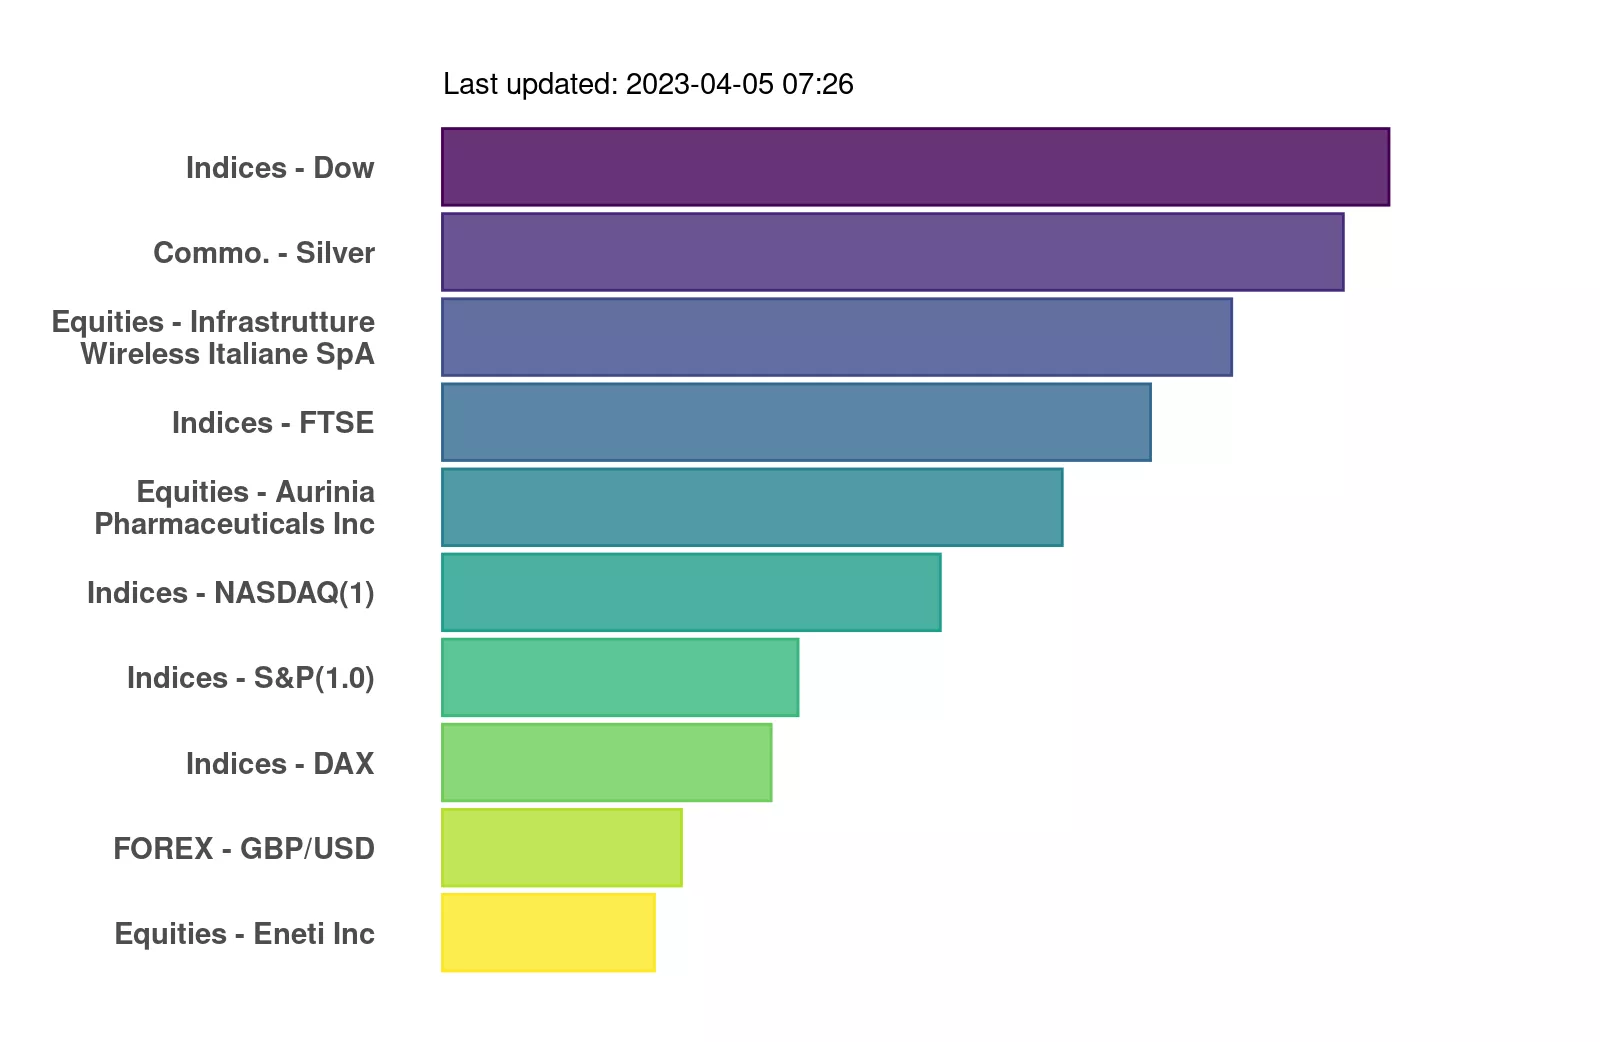 Last updated: 2023-04-05 07:26
Indices - Dow
Commo. - Silver
Equities - Infrastrutture
Wireless Italiane SpA
Indices - FTSE
Equities - Aurinia
Pharmaceuticals Inc
Indices - NASDAQ(1)
Indices - S&P(1.0)
Indices - DAX
FOREX - GBP/USD
Equities - Eneti Inc